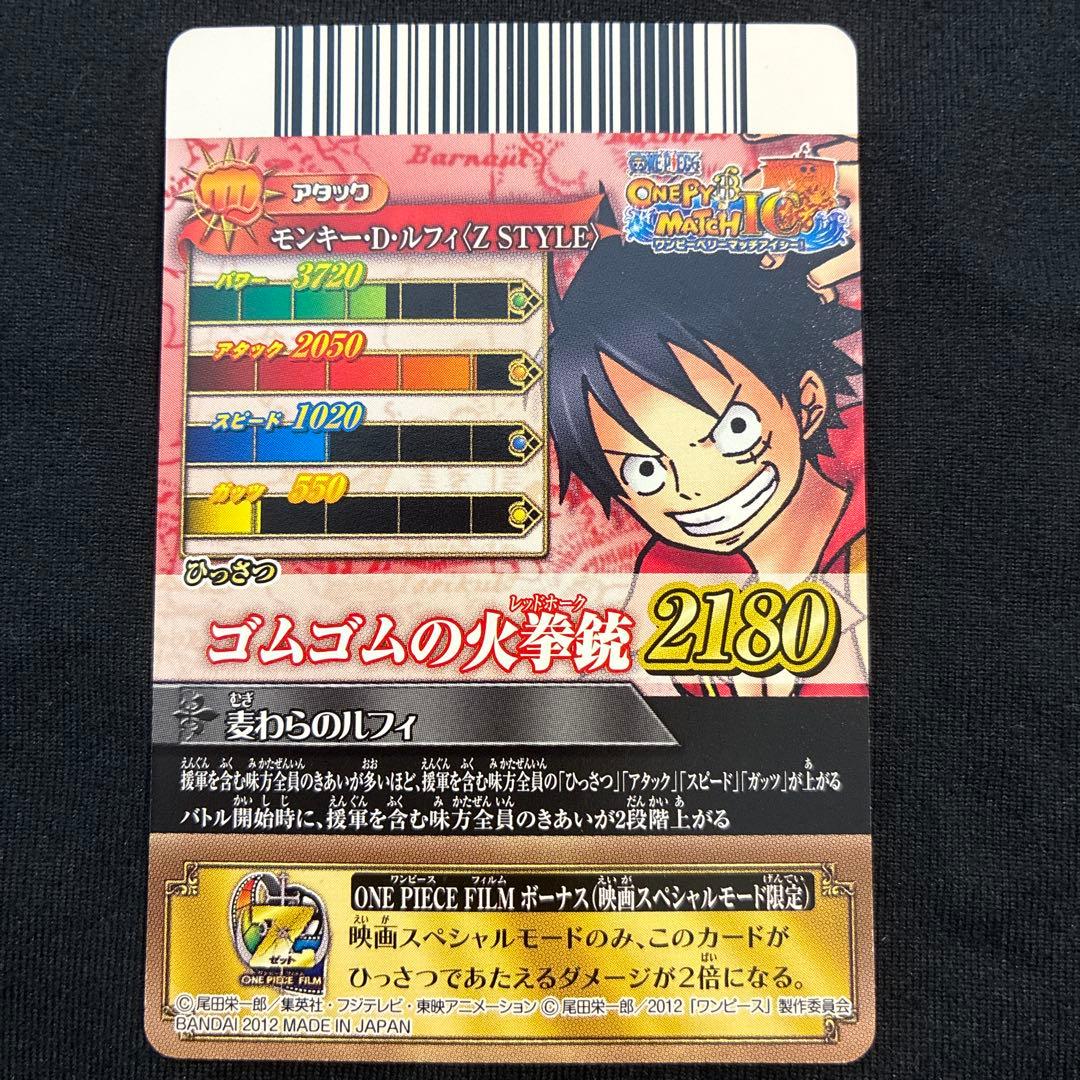 Barnaut
アタック
モンキー・D・ルフィ〈Z STYLE〉
ONE PIECE
ONEPY฿
MATCH IC
ワンピーベリーマッチアイシー!
パワー 3720
アタック 2050
スピード 1020
ガッツ 550
ひっさつ
レッドホーク
ゴムゴムの火拳銃 2180
むぎ
麦わらのルフィ
えんぐん ふく みかたぜんいん おお えんぐん ふく みかたぜんいん あ
援軍を含む味方全員のきあいが多いほど、援軍を含む味方全員の「ひっさつ」「アタック」「スピード」「ガッツ」が上がる
かいしじ えんぐん ふく みかたぜんいん だんかいあ
バトル開始時に、援軍を含む味方全員のきあいが2段階上がる
ワンピース フィルム えいが げんてい
ONE PIECE FILM ボーナス(映画スペシャルモード限定)
えいが
映画スペシャルモードのみ、このカードが
ばい
ひっさつであたえるダメージが2倍になる。
Z
ゼット
ONE PIECE FILM
©尾田栄一郎/集英社・フジテレビ・東映アニメーション ©尾田栄一郎/2012「ワンピース」製作委員会
BANDAI 2012 MADE IN JAPAN